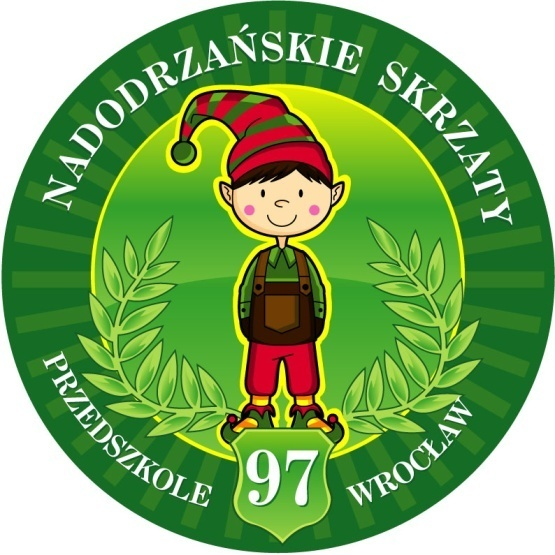 NADODRZAŃSKIE SKRZATY
PRZEDSZKOLE
97
WROCŁAW